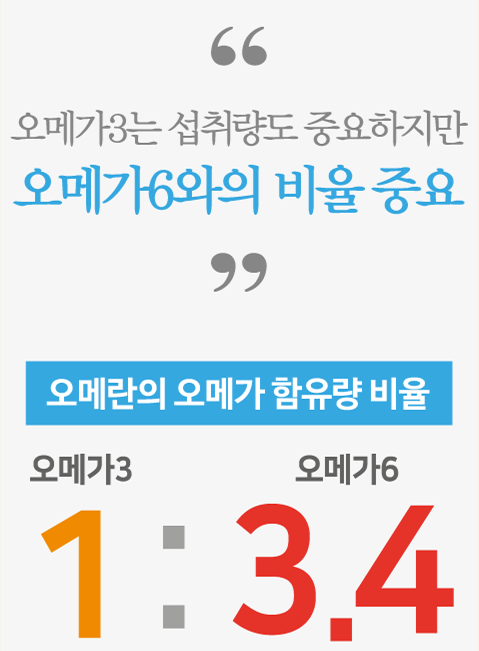 “
오메가3는 섭취량도 중요하지만
오메가6와의 비율 중요
”
오메란의 오메가 함유량 비율
오메가3 오메가6
1 : 3.4